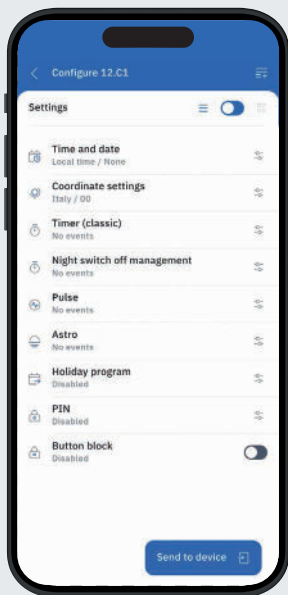 Configure 12.C1
Settings
Time and date
Local time / None
Coordinate settings
Italy / 00
Timer (classic)
No events
Night switch off management
No events
Pulse
No events
Astro
No events
Holiday program
Disabled
PIN
Disabled
Button block
Disabled
Send to device